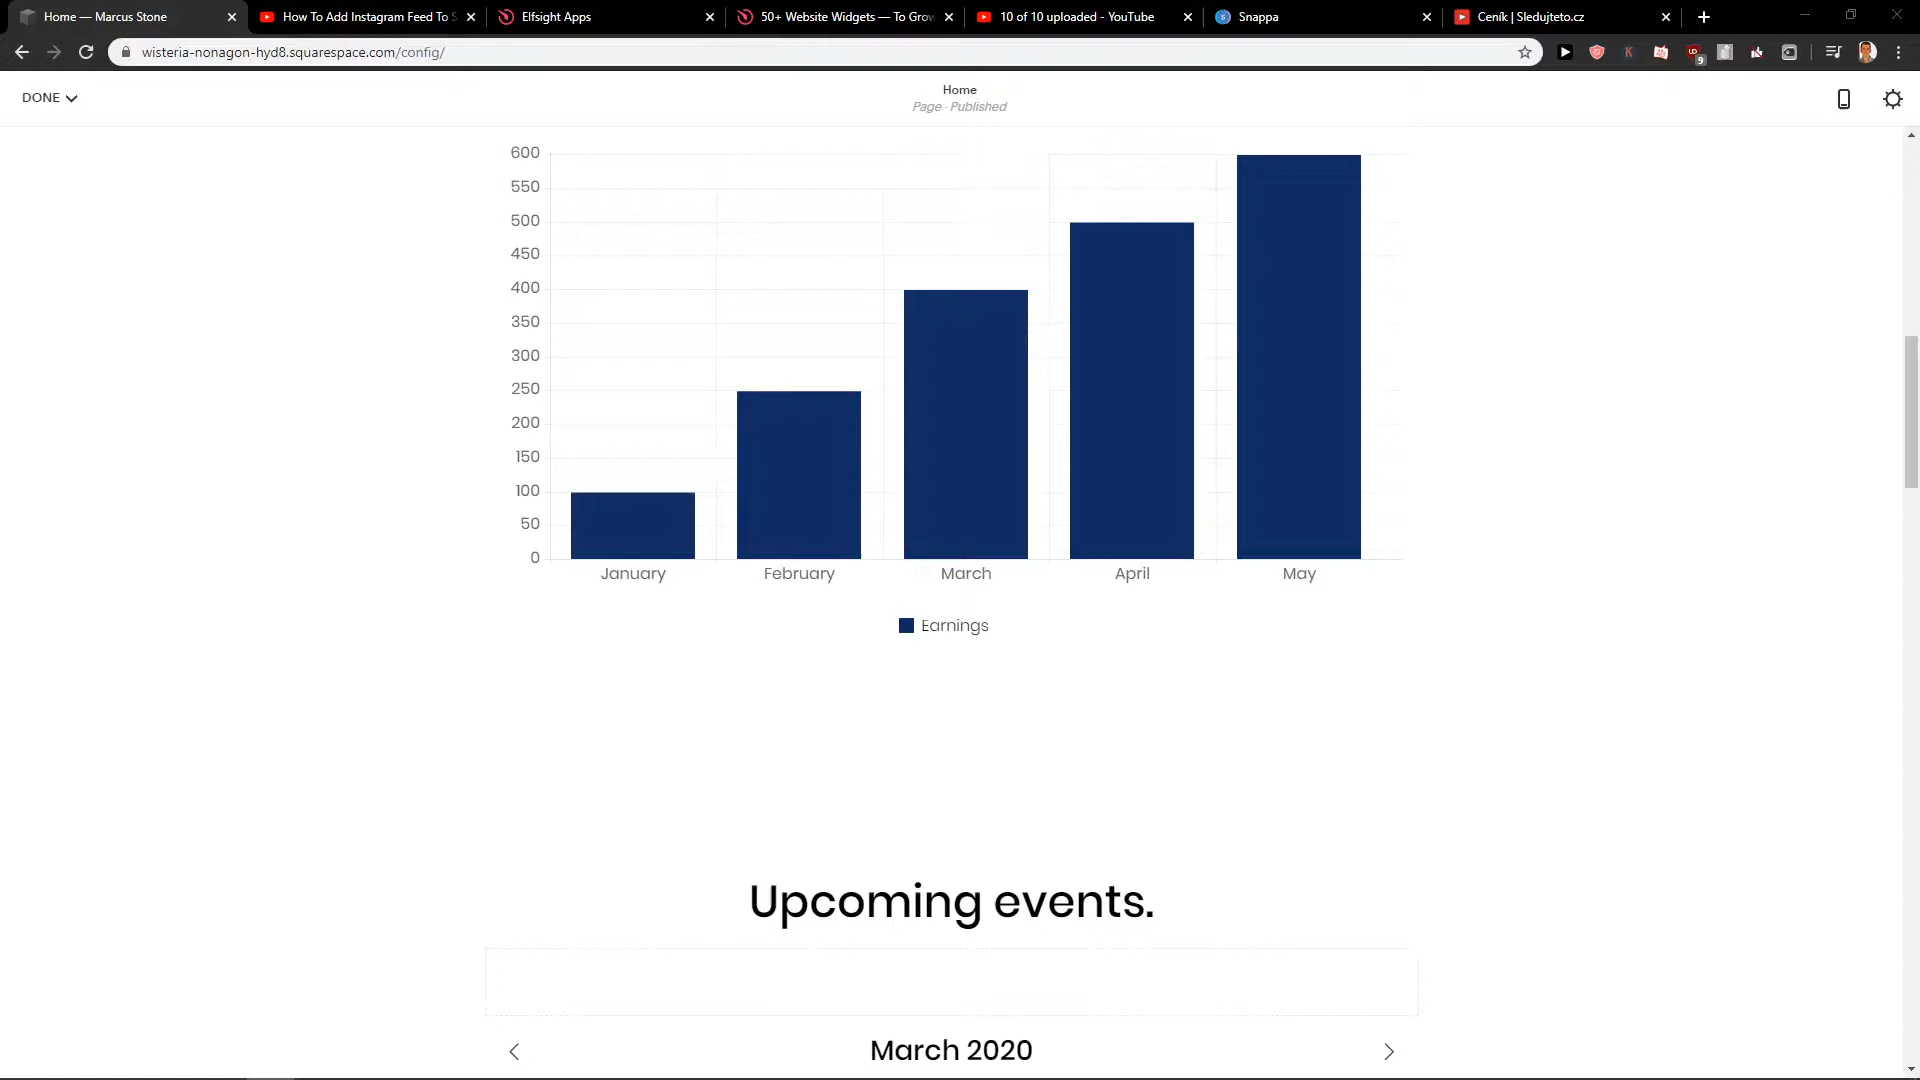 Home — Marcus Stone
How To Add Instagram Feed To S
Elfsight Apps
50+ Website Widgets — To Grow
10 of 10 uploaded - YouTube
Snappa
Ceník | Sledujteto.cz
wisteria-nonagon-hyd8.squarespace.com/config/
9
DONE
Home
Page · Published
600
550
500
450
400
350
300
250
200
150
100
50
0
January February March April May
Earnings
Upcoming events.
March 2020